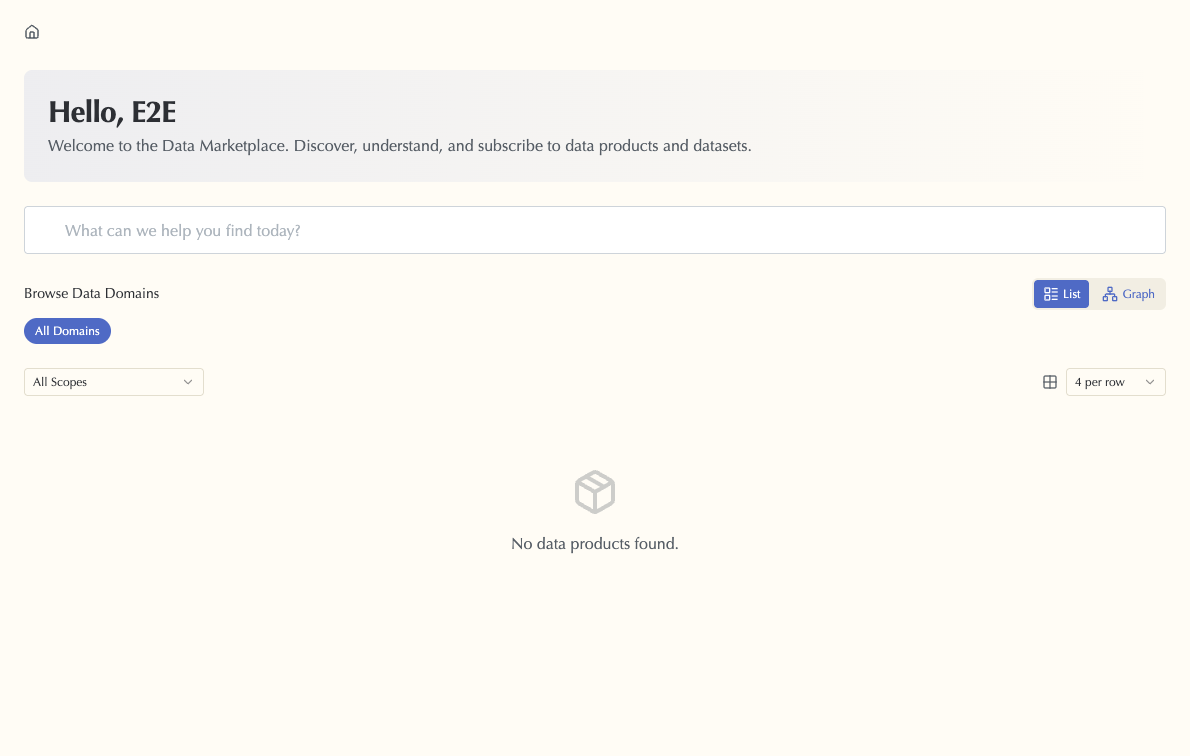 Hello, E2E
Welcome to the Data Marketplace. Discover, understand, and subscribe to data products and datasets.
What can we help you find today?
Browse Data Domains
List
Graph
All Domains
All Scopes
4 per row
No data products found.